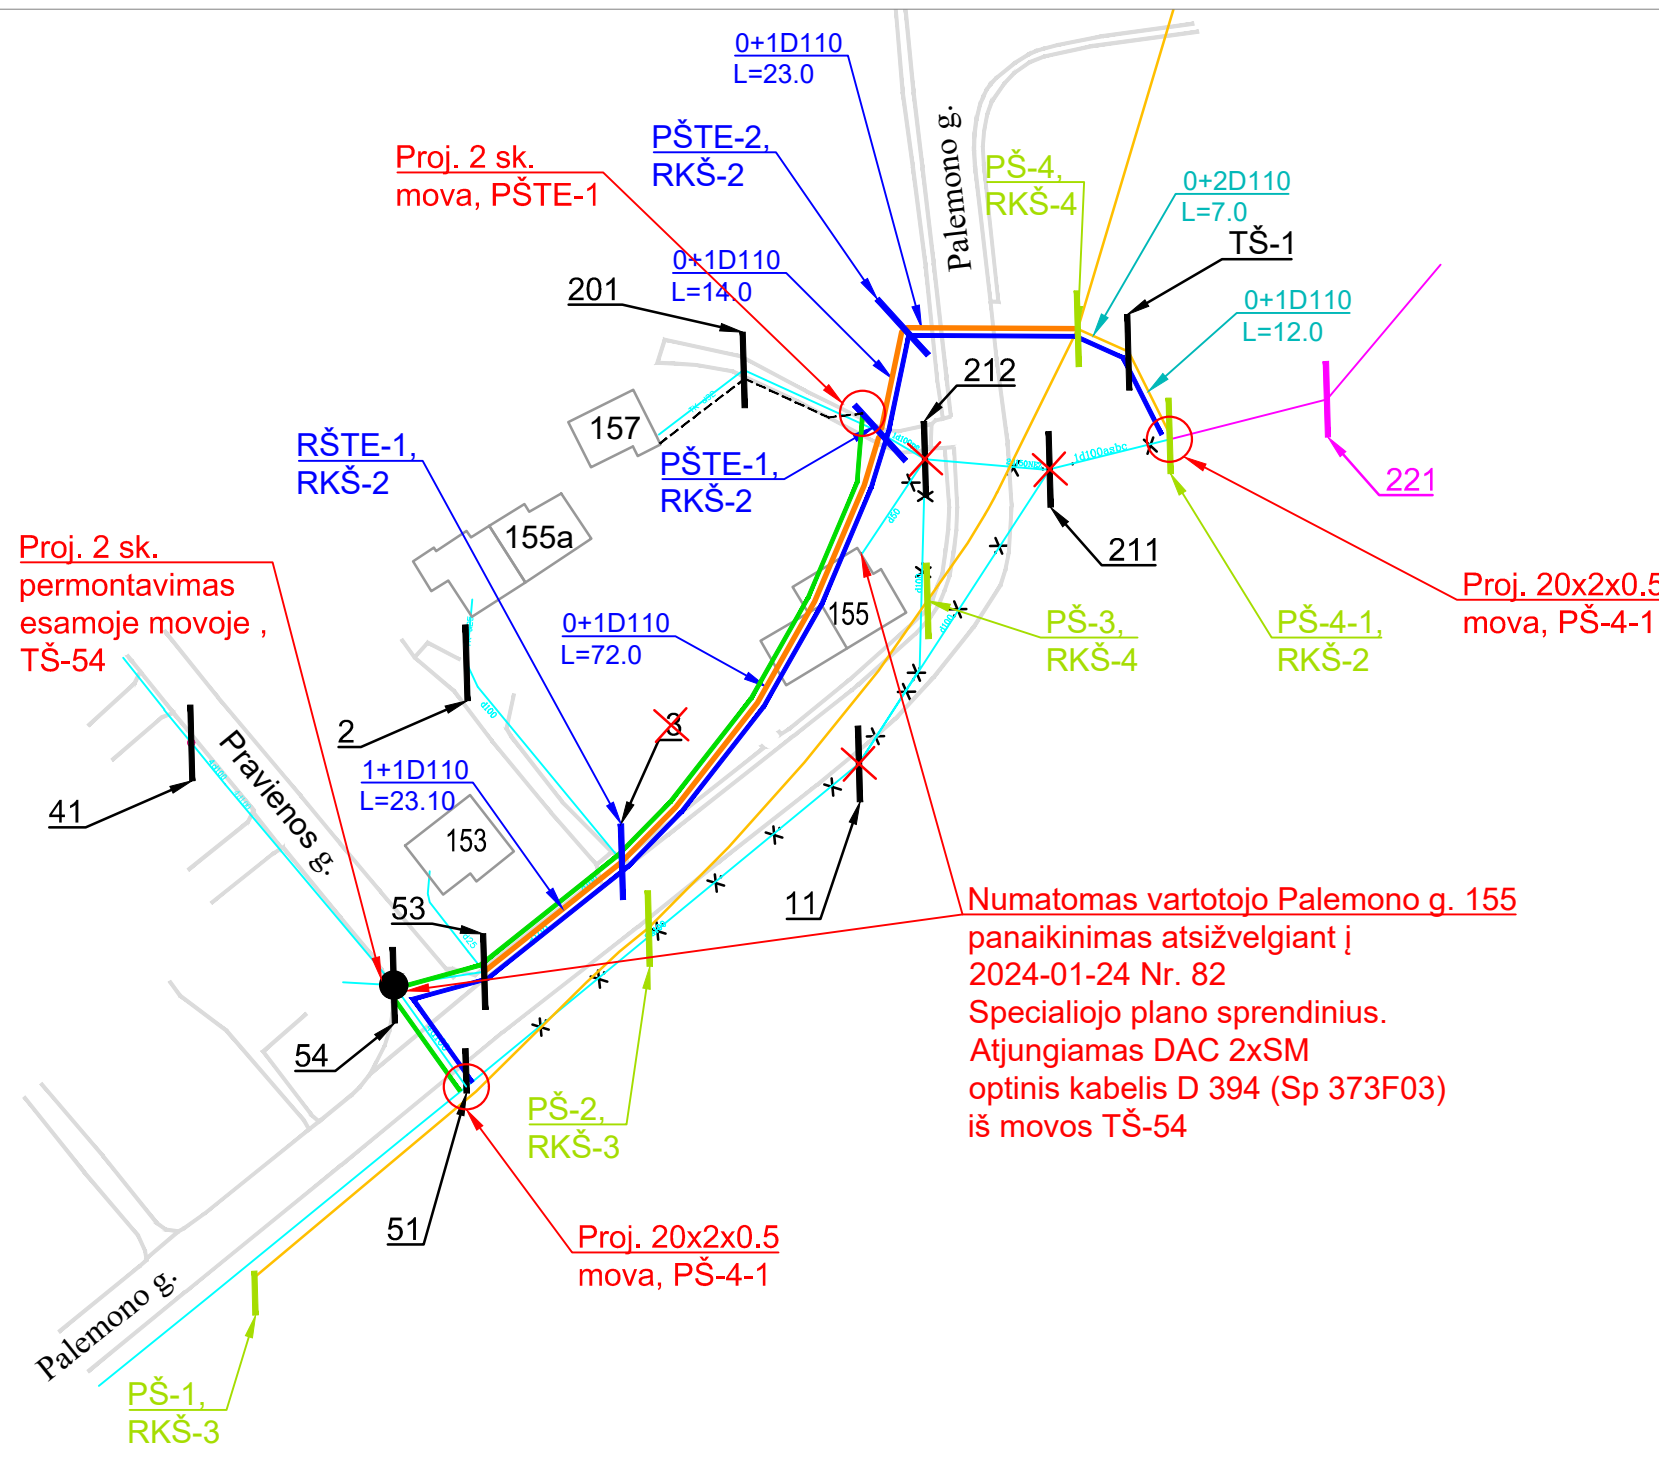 0+1D110
L=23.0
PŠTE-2,
RKŠ-2
Proj. 2 sk.
mova, PŠTE-1
Palemono g.
PŠ-4,
RKŠ-4
0+2D110
L=7.0
TŠ-1
0+1D110
L=14.0
201
0+1D110
L=12.0
212
157
RŠTE-1,
RKŠ-2
PŠTE-1,
RKŠ-2
1d100aabc
221
155a
d50
211
Proj. 2 sk.
permontavimas
esamoje movoje ,
TŠ-54
Proj. 20x2x0.5
mova, PŠ-4-1
0+1D110
L=72.0
155
d100
PŠ-3,
RKŠ-4
PŠ-4-1,
RKŠ-2
2
d100
3
41
Pravienos g.
1+1D110
L=23.10
153
53
11
d25
Numatomas vartotojo Palemono g. 155
panaikinimas atsižvelgiant į
2024-01-24 Nr. 82
Specialiojo plano sprendinius.
Atjungiamas DAC 2xSM
optinis kabelis D 394 (Sp 373F03)
iš movos TŠ-54
54
PŠ-2,
RKŠ-3
51
Proj. 20x2x0.5
mova, PŠ-4-1
Palemono g.
PŠ-1,
RKŠ-3